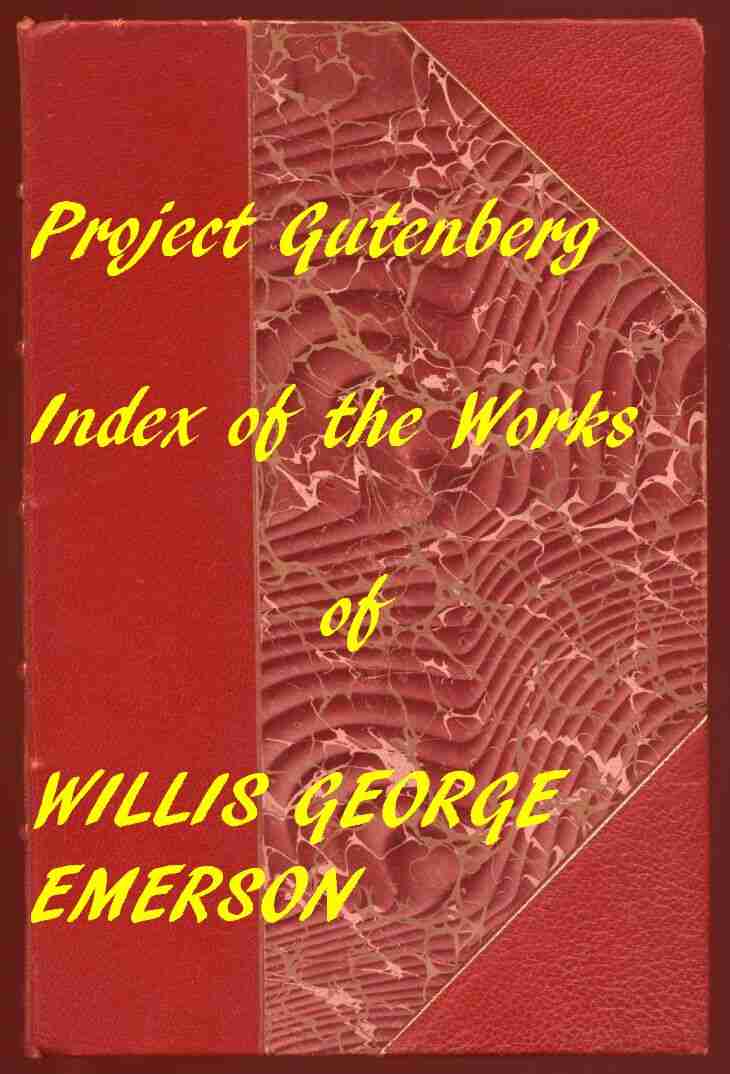 Project Gutenberg
Index of the Works
of
WILLIS GEORGE
EMERSON